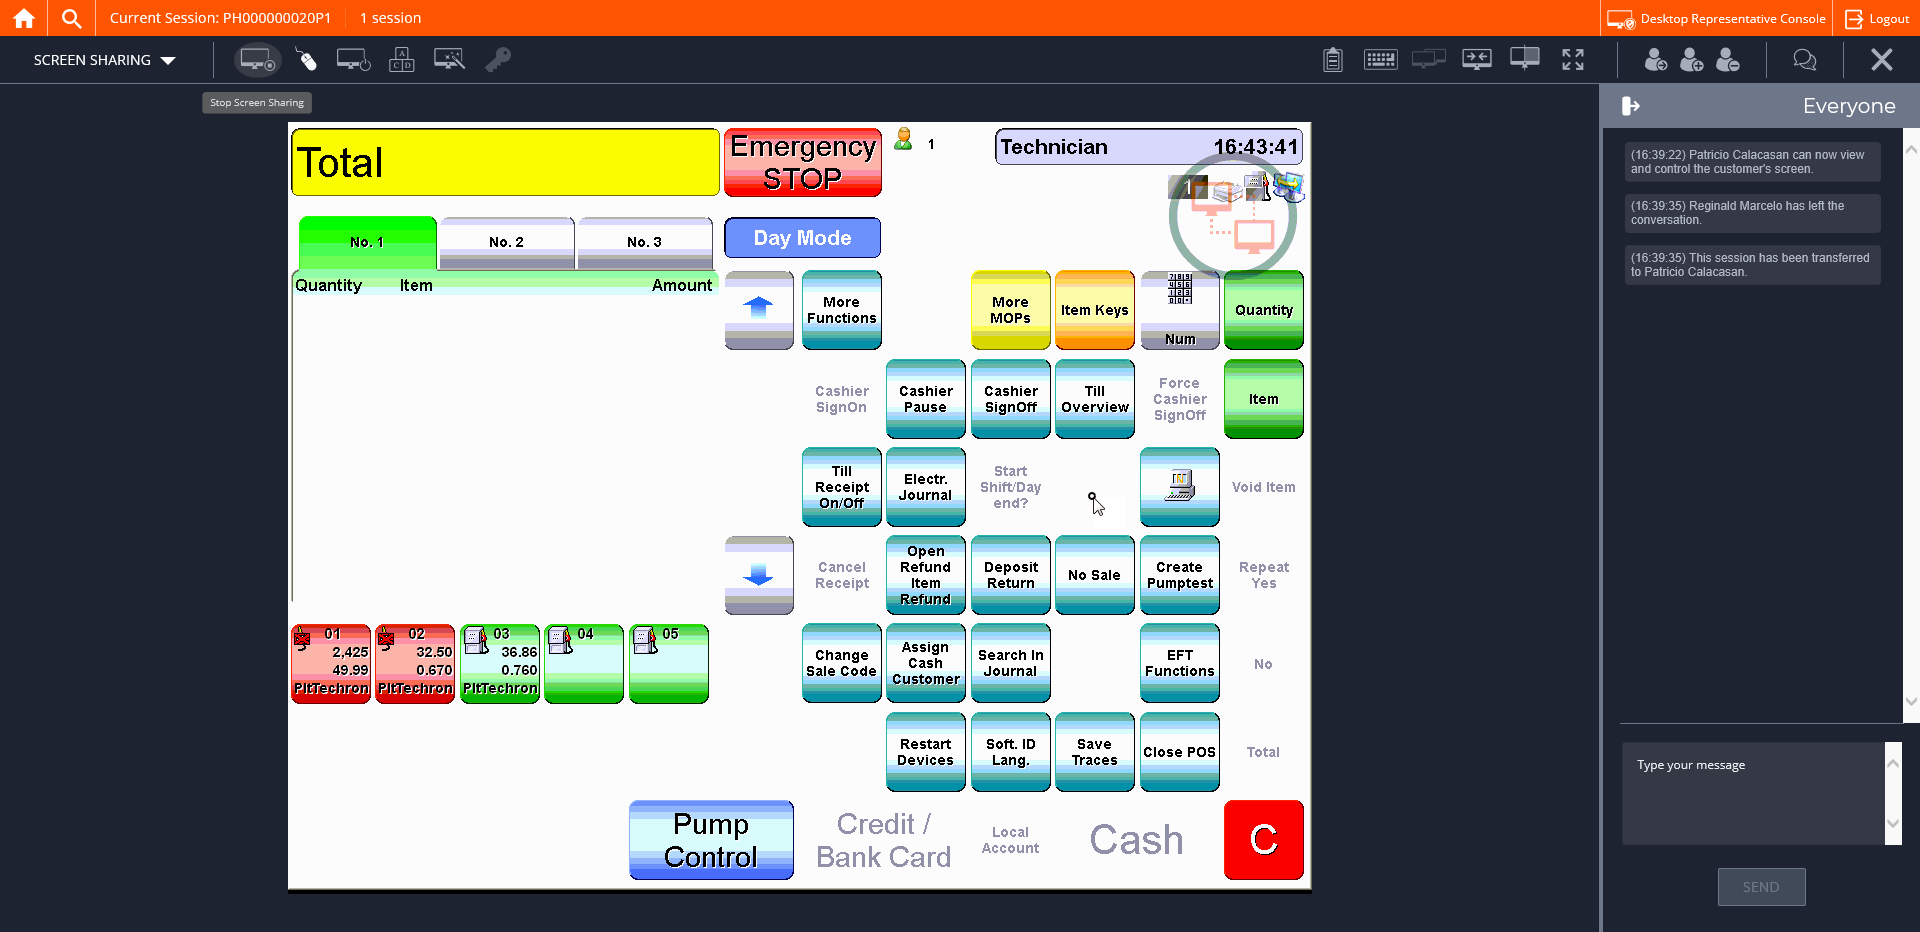 Current Session: PH000000020P1
1 session
Desktop Representative Console
Logout
SCREEN SHARING
Stop Screen Sharing
Everyone
(16:39:22) Patricio Calacasan can now view
and control the customer's screen.
(16:39:35) Reginald Marcelo has left the
conversation.
(16:39:35) This session has been transferred
to Patricio Calacasan.
Type your message
SEND
Total
Emergency
STOP
1
Technician
16:43:41
1
No. 1
No. 2
No. 3
Day Mode
Quantity
Item
Amount
More
Functions
More
MOPs
Item Keys
Num
Quantity
Cashier
SignOn
Cashier
Pause
Cashier
SignOff
Till
Overview
Force
Cashier
SignOff
Item
Till
Receipt
On/Off
Electr.
Journal
Start
Shift/Day
end?
Void Item
Cancel
Receipt
Open
Refund
Item
Refund
Deposit
Return
No Sale
Create
Pumptest
Repeat
Yes
01
2,425
49.99
PltTechron
02
32.50
0.670
PltTechron
03
36.86
0.760
PltTechron
04
05
Change
Sale Code
Assign
Cash
Customer
Search In
Journal
EFT
Functions
No
Restart
Devices
Soft. ID
Lang.
Save
Traces
Close POS
Total
Pump
Control
Credit /
Bank Card
Local
Account
Cash
C